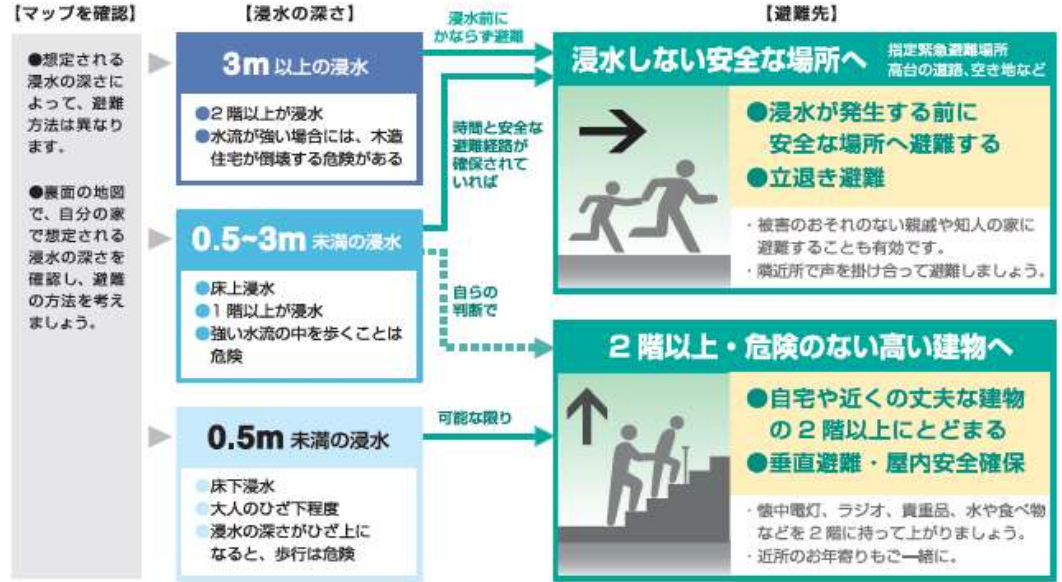 【マップを確認】
●想定される
浸水の深さに
よって、避難
方法は異なり
ます。
●裏面の地図
で、自分の家
で想定される
浸水の深さを
確認し、避難
の方法を考え
ましょう。
【浸水の深さ】
3m 以上の浸水
●2階以上が浸水
●水流が強い場合には、木造
住宅が倒壊する危険がある
0.5~3m 未満の浸水
●床上浸水
●1階以上が浸水
●強い水流の中を歩くことは
危険
0.5m 未満の浸水
●床下浸水
●大人のひざ下程度
●浸水の深さがひざ上に
なると、歩行は危険
浸水前に
かならず避難
時間と安全な
避難経路が
確保されて
いれば
自らの
判断で
可能な限り
【避難先】
浸水しない安全な場所へ
指定緊急避難場所
高台の道路、空き地など
●浸水が発生する前に
安全な場所へ避難する
●立退き避難
・被害のおそれのない親戚や知人の家に
避難することも有効です。
・隣近所で声を掛け合って避難しましょう。
2階以上・危険のない高い建物へ
●自宅や近くの丈夫な建物
の2階以上にとどまる
●垂直避難・屋内安全確保
・懐中電灯、ラジオ、貴重品、水や食べ物
などを2階に持って上がりましょう。
・近所のお年寄りもご一緒に。